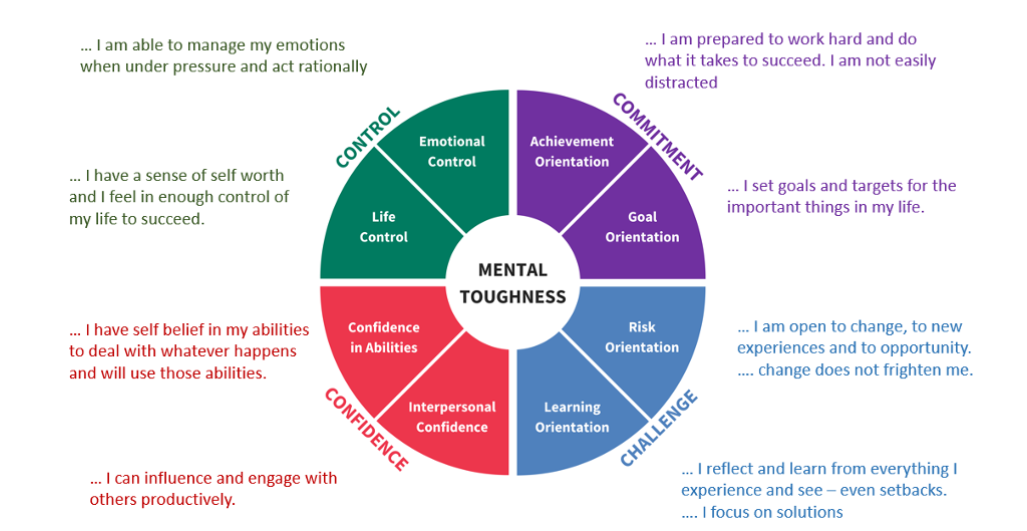 ... I am able to manage my emotions
when under pressure and act rationally
... I am prepared to work hard and do
what it takes to succeed. I am not easily
distracted
CONTROL
COMMITMENT
Emotional
Control
Achievement
Orientation
... I have a sense of self worth
and I feel in enough control of
my life to succeed.
Life
Control
Goal
Orientation
... I set goals and targets for the
important things in my life.
MENTAL
TOUGHNESS
... I have self belief in my abilities
to deal with whatever happens
and will use those abilities.
Confidence
in Abilities
Risk
Orientation
... I am open to change, to new
experiences and to opportunity.
.... change does not frighten me.
Interpersonal
Confidence
Learning
Orientation
CONFIDENCE
CHALLENGE
... I can influence and engage with
others productively.
... I reflect and learn from everything I
experience and see – even setbacks.
.... I focus on solutions